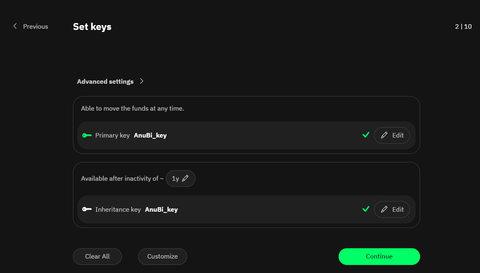 Previous
Set keys
2 | 10
Advanced settings
Able to move the funds at any time.
Primary key AnuBi_key
Edit
Available after inactivity of ~ 1y
Inheritance key AnuBi_key
Edit
Clear All
Customize
Continue